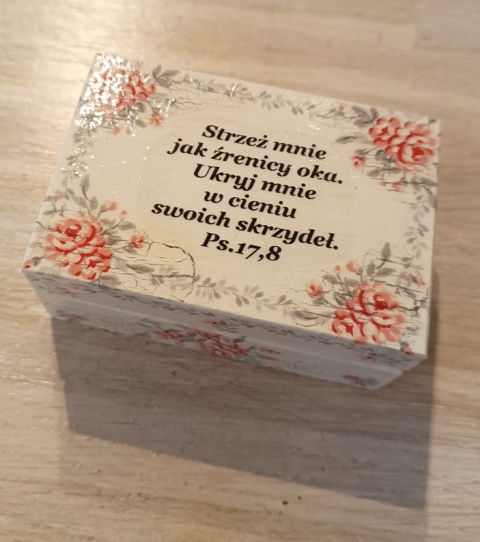 Strzeż mnie
jak źrenicy oka.
Ukryj mnie
w cieniu
swoich skrzydeł.
Ps.17,8